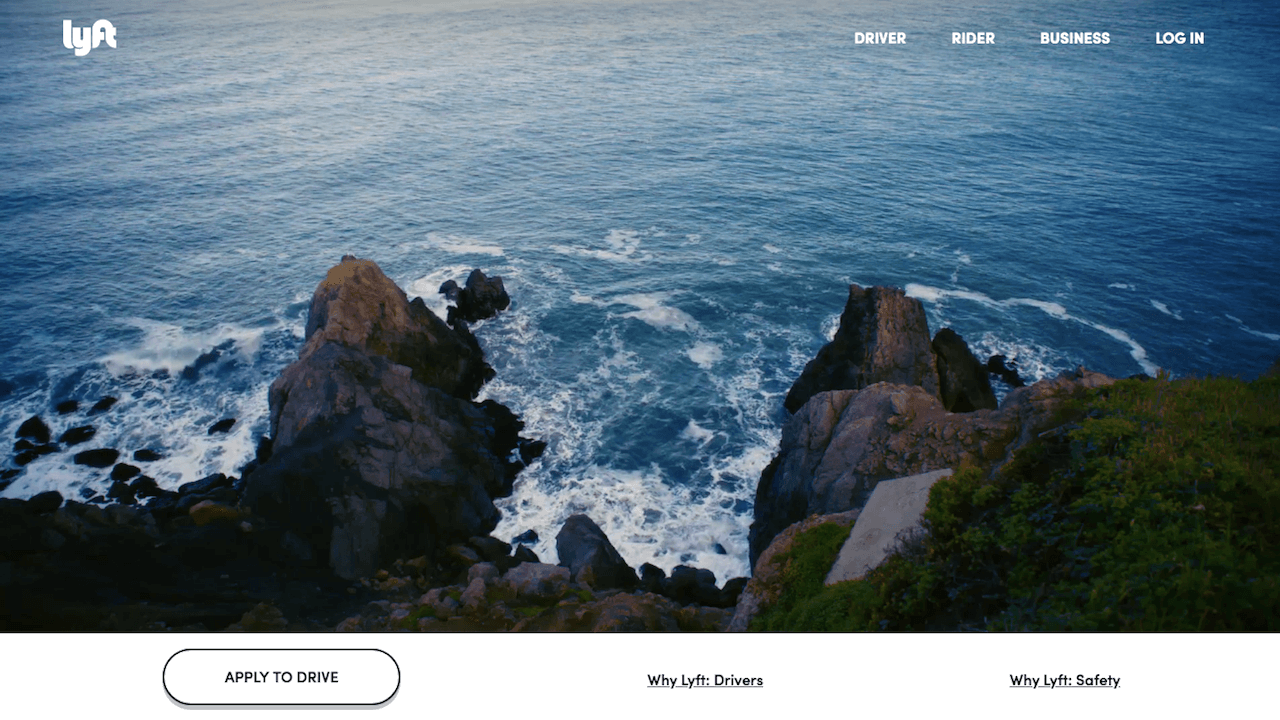 lyft
DRIVER RIDER BUSINESS LOG IN
APPLY TO DRIVE
Why Lyft: Drivers
Why Lyft: Safety